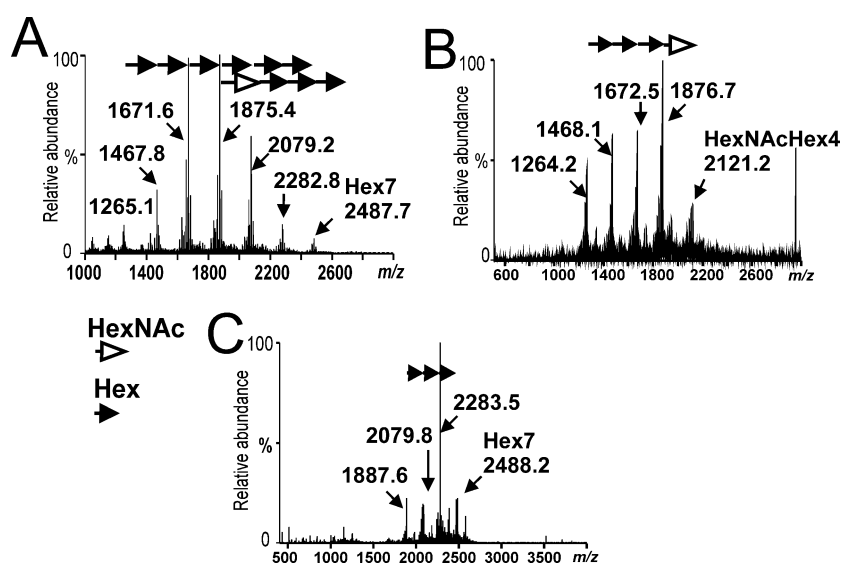 A
Relative abundance
100
%
0
1671.6
1875.4
1467.8
2079.2
1265.1
2282.8
Hex7
2487.7
1000 1400 1800 2200 2600 m/z
B
Relative abundance
100
%
0
1672.5
1876.7
1468.1
1264.2
HexNAcHex4
2121.2
600 1000 1400 1800 2200 2600 m/z
HexNAc
Hex
C
Relative abundance
100
%
0
2283.5
2079.8
1887.6
Hex7
2488.2
500 1000 1500 2000 2500 3000 3500 m/z